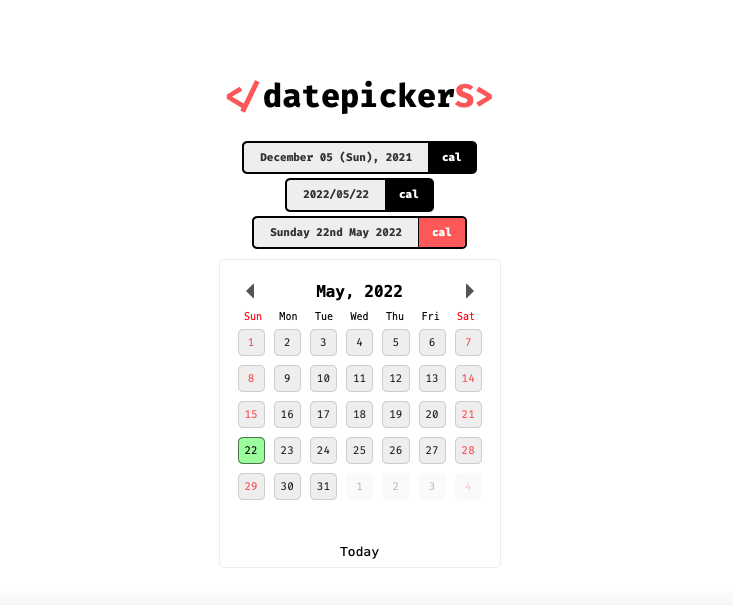 </datepickerS>
December 05 (Sun), 2021 cal
2022/05/22 cal
Sunday 22nd May 2022 cal
May, 2022
Sun Mon Tue Wed Thu Fri Sat
1 2 3 4 5 6 7
8 9 10 11 12 13 14
15 16 17 18 19 20 21
22 23 24 25 26 27 28
29 30 31 1 2 3 4
Today